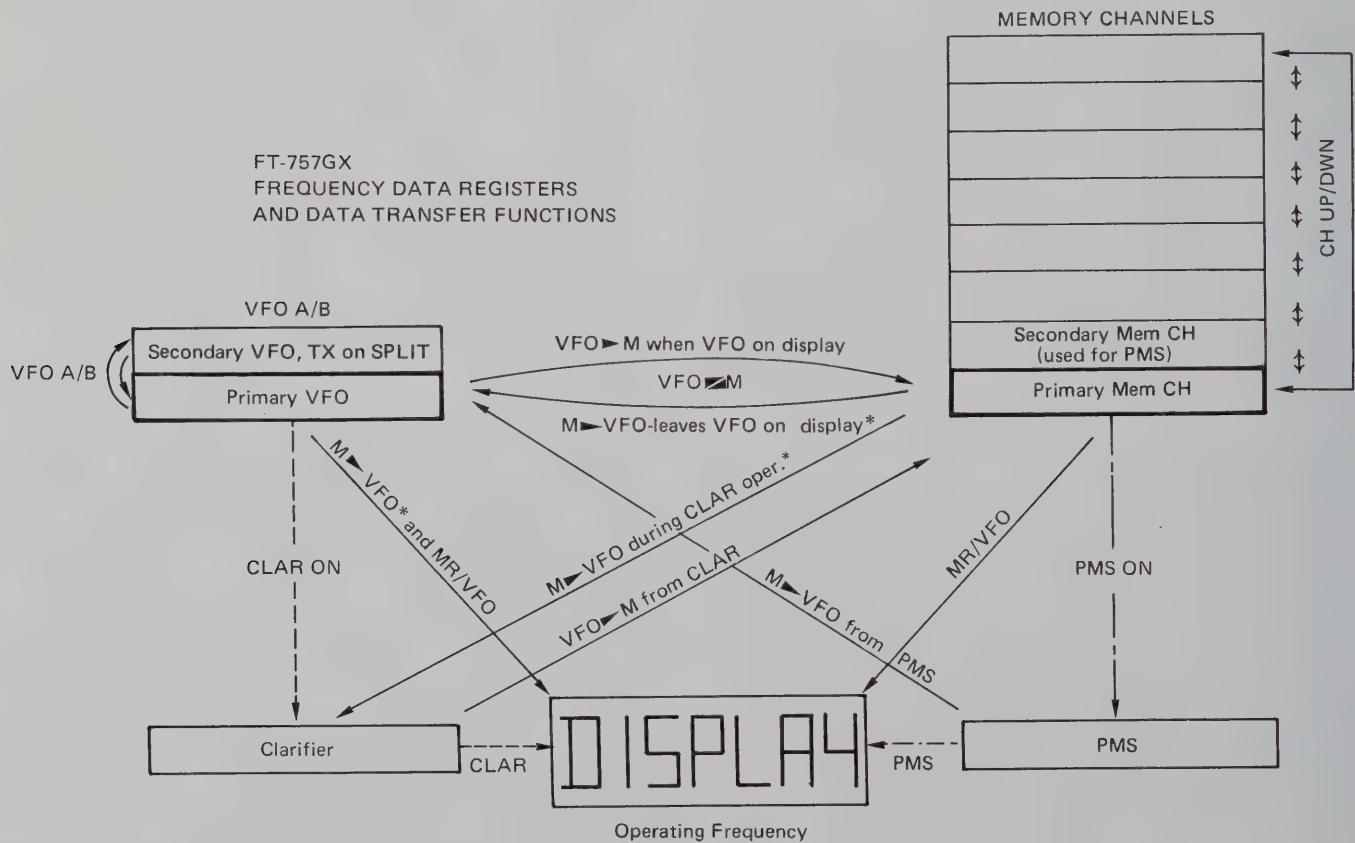 MEMORY CHANNELS
FT-757GX
FREQUENCY DATA REGISTERS
AND DATA TRANSFER FUNCTIONS
CH UP/DWN
VFO A/B
VFO A/B
Secondary VFO, TX on SPLIT
Primary VFO
VFO►M when VFO on display
VFO M
M►VFO-leaves VFO on display*
Secondary Mem CH
(used for PMS)
Primary Mem CH
CLAR ON
M►VFO* and MR/VFO
M►VFO during CLAR oper.*
VFO►M from CLAR
M►VFO from PMS
MR/VFO
PMS ON
Clarifier
CLAR
DISPLAY
PMS
PMS
Operating Frequency